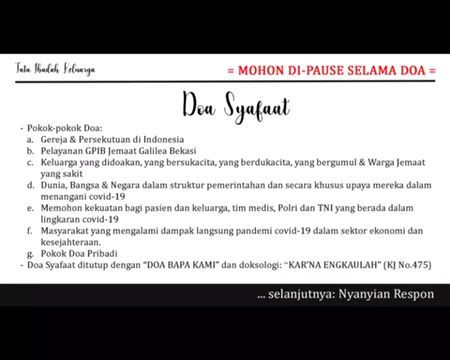 Tata Ibadah Keluarga
= MOHON DI-PAUSE SELAMA DOA =
Doa Syafaat
- Pokok-pokok Doa:
a. Gereja & Persekutuan di Indonesia
b. Pelayanan GPIB Jemaat Galilea Bekasi
c. Keluarga yang didoakan, yang bersukacita, yang berdukacita, yang bergumul & Warga Jemaat
yang sakit
d. Dunia, Bangsa & Negara dalam struktur pemerintahan dan secara khusus upaya mereka dalam
menangani covid-19
e. Memohon kekuatan bagi pasien dan keluarga, tim medis, Polri dan TNI yang berada dalam
lingkaran covid-19
f. Masyarakat yang mengalami dampak langsung pandemi covid-19 dalam sektor ekonomi dan
kesejahteraan.
g. Pokok Doa Pribadi
- Doa Syafaat ditutup dengan “DOA BAPA KAMI” dan doksologi: “KAR’NA ENGKAULAH” (KJ No.475)
... selanjutnya: Nyanyian Respon